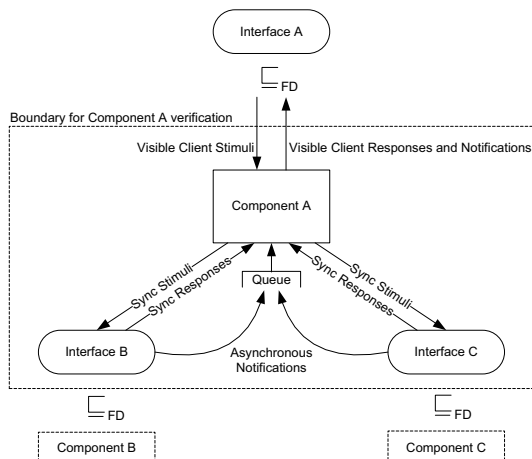 Interface A
⊑FD
Boundary for Component A verification
Visible Client Stimuli
Visible Client Responses and Notifications
Component A
Sync Stimuli
Sync Responses
Queue
Sync Responses
Sync Stimuli
Interface B
Asynchronous
Notifications
Interface C
⊑FD
⊑FD
Component B
Component C